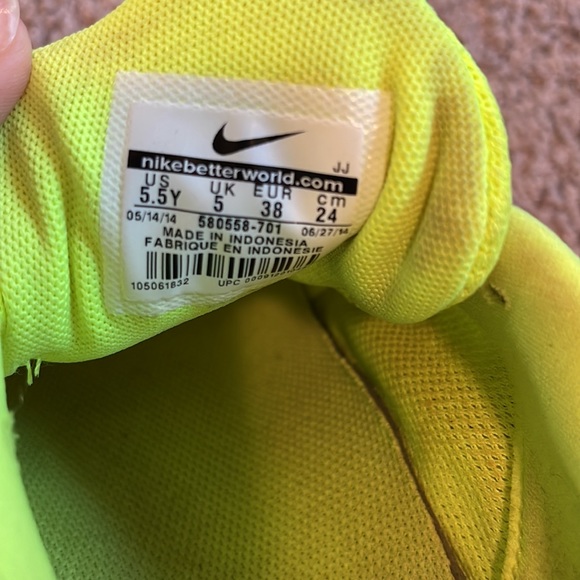 JJ
nikebetterworld.com
US UK EUR cm
5.5Y 5 38 24
05/14/14 580558-701 06/27/14
MADE IN INDONESIA
FABRIQUE EN INDONESIE
105061832 UPC